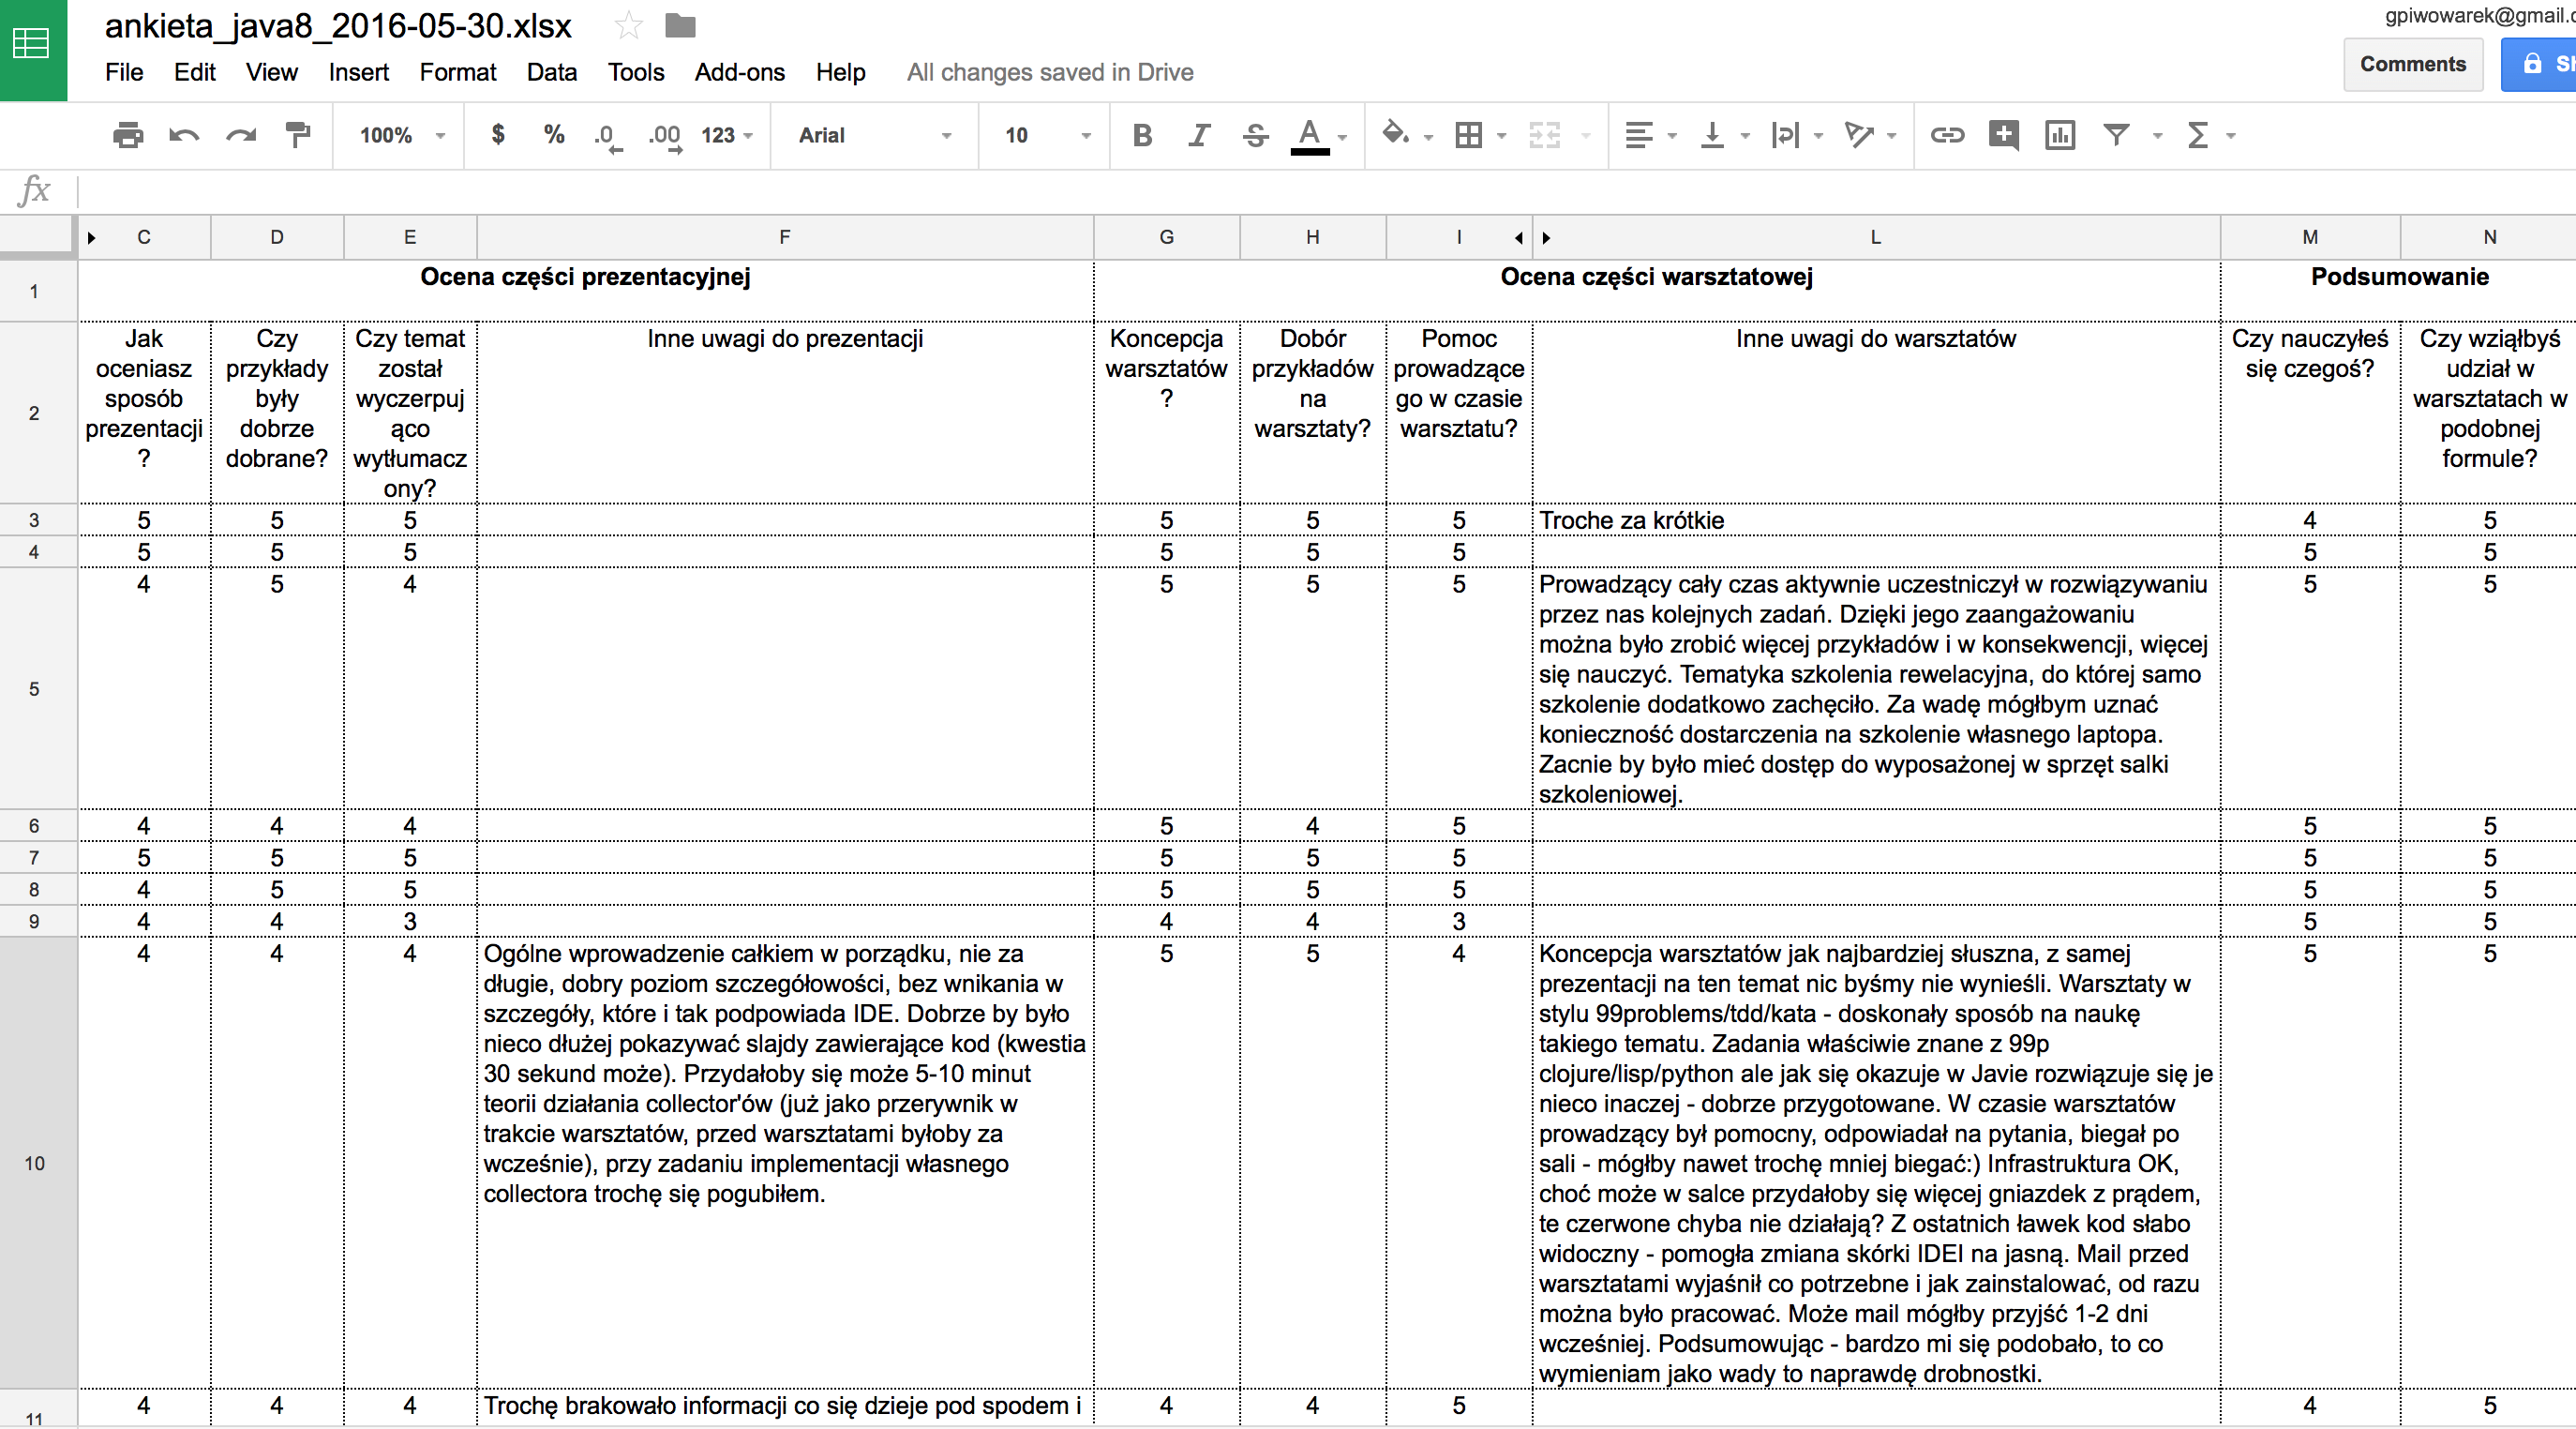 ankieta_java8_2016-05-30.xlsx
gpiwowarek@gmail.
File Edit View Insert Format Data Tools Add-ons Help All changes saved in Drive
Comments
100% $ % .0 .00 123 Arial 10 B I S A Σ
fx
C D E F G H I L M N
1 Ocena części prezentacyjnej Ocena części warsztatowej Podsumowanie
2
Jak
oceniasz
sposób
prezentacji
?
Czy
przykłady
były
dobrze
dobrane?
Czy temat
został
wyczerpuj
ąco
wytłumacz
ony?
Inne uwagi do prezentacji
Koncepcja
warsztatów
?
Dobór
przykładów
na
warsztaty?
Pomoc
prowadzące
go w czasie
warsztatu?
Inne uwagi do warsztatów
Czy nauczyłeś
się czegoś?
Czy wziąłbyś
udział w
warsztatach w
podobnej
formule?
3 5 5 5 5 5 5 Troche za krótkie 4 5
4 5 5 5 5 5 5 5 5
5 4 5 4 5 5 5
Prowadzący cały czas aktywnie uczestniczył w rozwiązywaniu
przez nas kolejnych zadań. Dzięki jego zaangażowaniu
można było zrobić więcej przykładów i w konsekwencji, więcej
się nauczyć. Tematyka szkolenia rewelacyjna, do której samo
szkolenie dodatkowo zachęciło. Za wadę mógłbym uznać
konieczność dostarczenia na szkolenie własnego laptopa.
Zacnie by było mieć dostęp do wyposażonej w sprzęt salki
szkoleniowej.
5 5
6 4 4 4 5 4 5 5 5
7 5 5 5 5 5 5 5 5
8 4 5 5 5 5 5 5 5
9 4 4 3 4 4 3 5 5
10 4 4 4
Ogólne wprowadzenie całkiem w porządku, nie za
długie, dobry poziom szczegółowości, bez wnikania w
szczegóły, które i tak podpowiada IDE. Dobrze by było
nieco dłużej pokazywać slajdy zawierające kod (kwestia
30 sekund może). Przydałoby się może 5-10 minut
teorii działania collector'ów (już jako przerywnik w
trakcie warsztatów, przed warsztatami byłoby za
wcześnie), przy zadaniu implementacji własnego
collectora trochę się pogubiłem.
5 5 4
Koncepcja warsztatów jak najbardziej słuszna, z samej
prezentacji na ten temat nic byśmy nie wynieśli. Warsztaty w
stylu 99problems/tdd/kata - doskonały sposób na naukę
takiego tematu. Zadania właściwie znane z 99p
clojure/lisp/python ale jak się okazuje w Javie rozwiązuje się je
nieco inaczej - dobrze przygotowane. W czasie warsztatów
prowadzący był pomocny, odpowiadał na pytania, biegał po
sali - mógłby nawet trochę mniej biegać:) Infrastruktura OK,
choć może w salce przydałoby się więcej gniazdek z prądem,
te czerwone chyba nie działają? Z ostatnich ławek kod słabo
widoczny - pomogła zmiana skórki IDEI na jasną. Mail przed
warsztatami wyjaśnił co potrzebne i jak zainstalować, od razu
można było pracować. Może mail mógłby przyjść 1-2 dni
wcześniej. Podsumowując - bardzo mi się podobało, to co
wymieniam jako wady to naprawdę drobnostki.
5 5
11 4 4 4 Trochę brakowało informacji co się dzieje pod spodem i 4 4 5 4 5